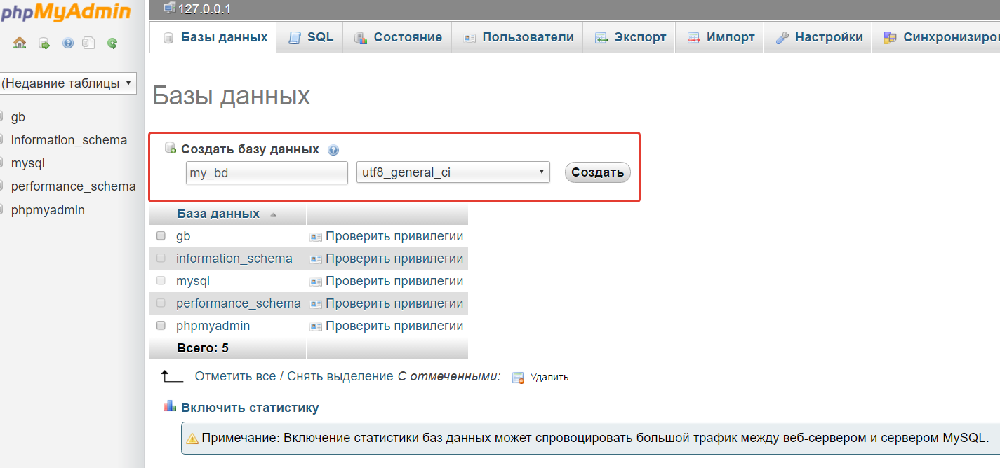 phpMyAdmin
127.0.0.1
Базы данных SQL Состояние Пользователи Экспорт Импорт Настройки Синхрониziро
(Недавние таблицы
gb
information_schema
mysql
performance_schema
phpmyadmin
Базы данных
Создать базу данных
my_bd utf8_general_ci Создать
База данных
gb Проверить привилегии
information_schema Проверить привилегии
mysql Проверить привилегии
performance_schema Проверить привилегии
phpmyadmin Проверить привилегии
Всего: 5
Отметить все / Снять выделение С отмеченными: Удалить
Включить статистику
Примечание: Включение статистики баз данных может спровоцировать большой трафик между веб-сервером и сервером MySQL.